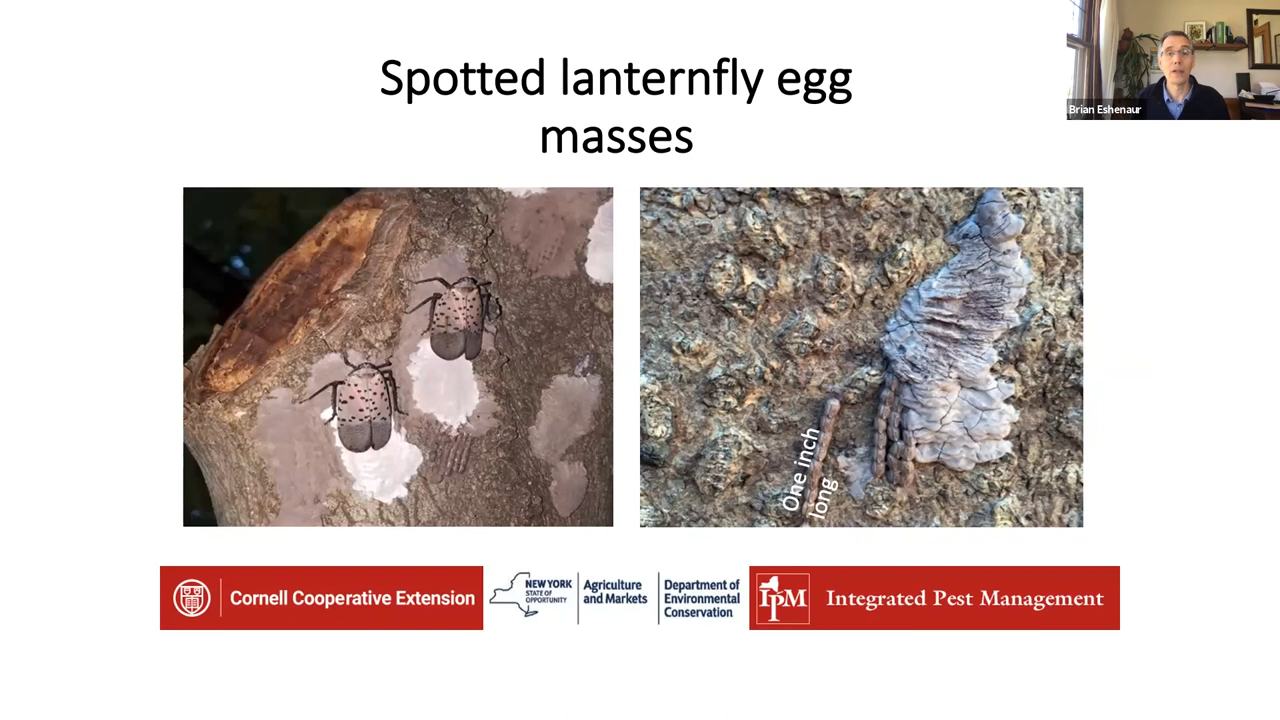 Spotted lanternfly egg
masses
Brian Eshenaur
One inch
long
Cornell Cooperative Extension
NEW YORK
STATE OF
OPPORTUNITY
Agriculture
and Markets
Department of
Environmental
Conservation
IPM
Integrated Pest Management